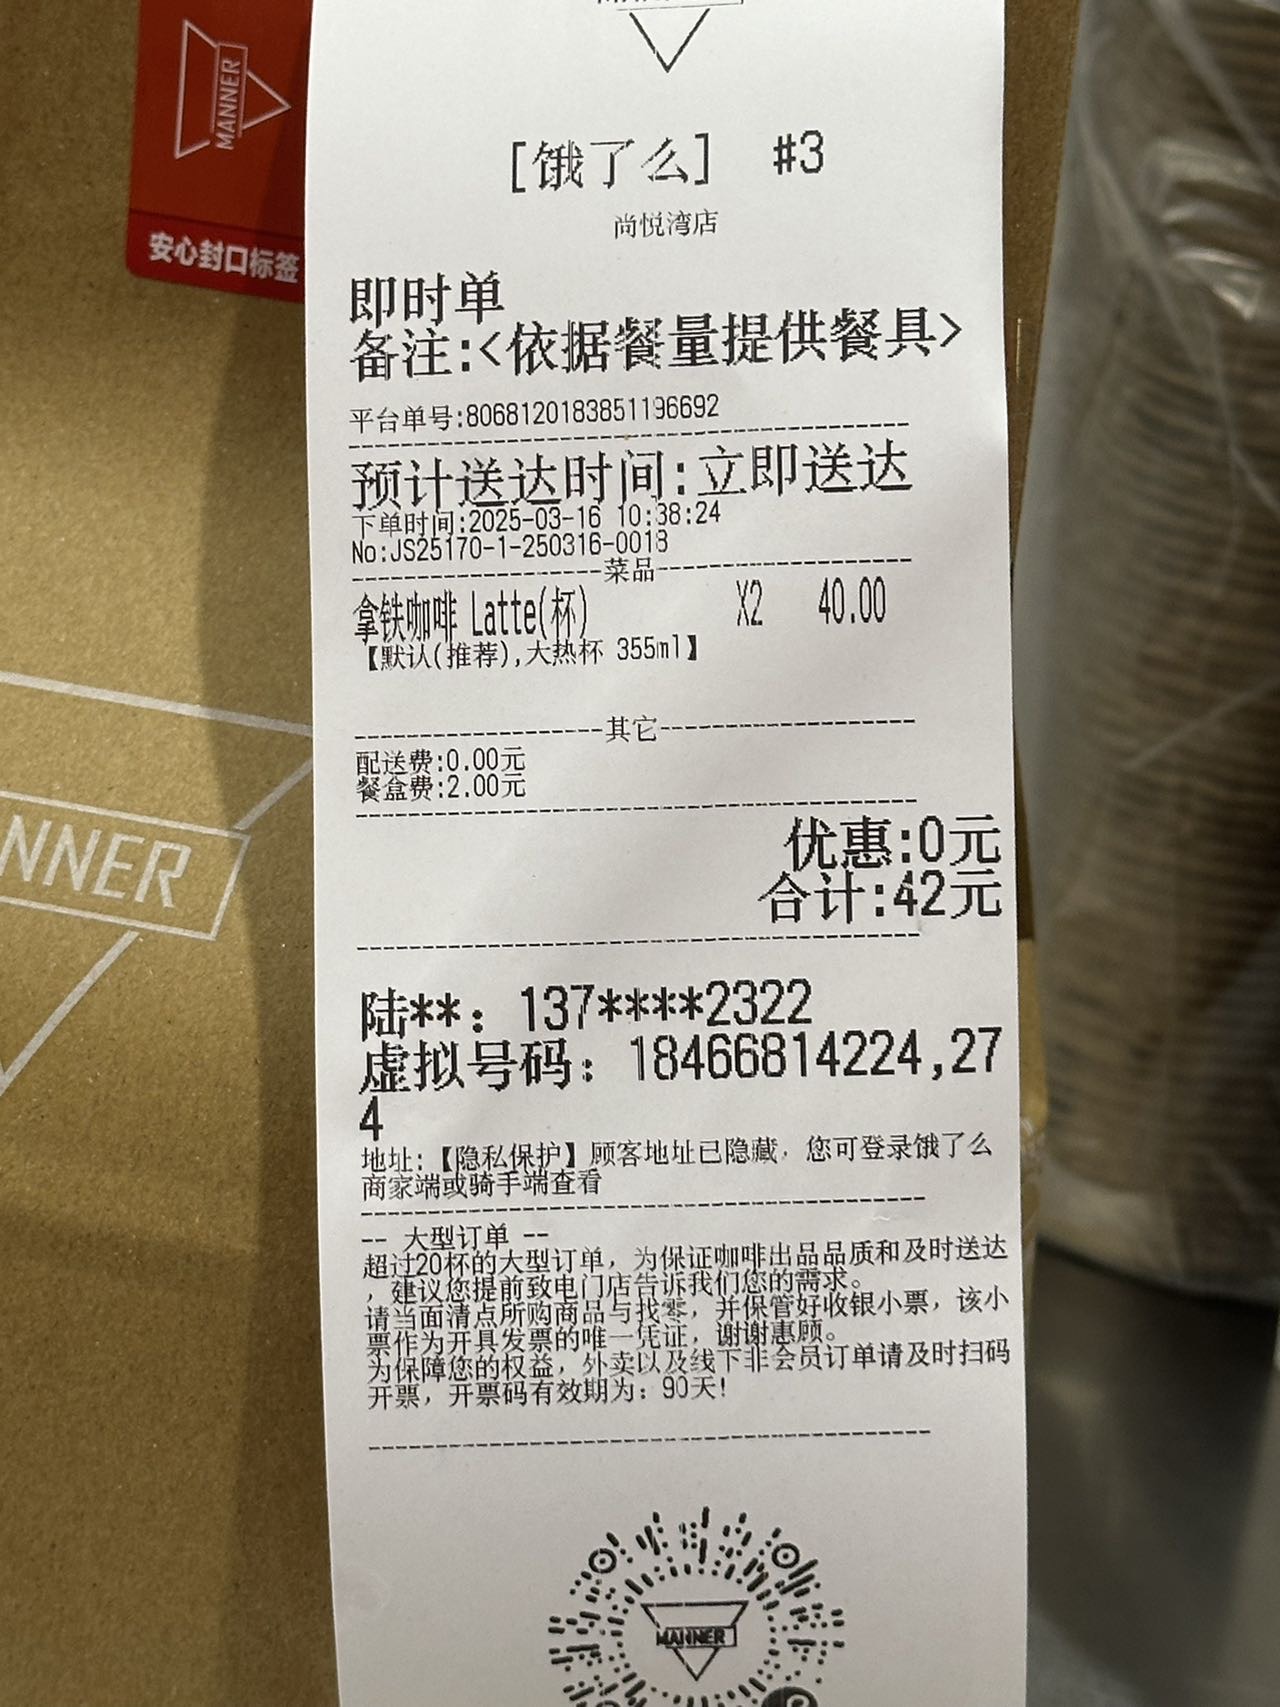 MANNER
安心封口标签
[饿了么] #3
尚悦湾店
即时单
备注:<依据餐量提供餐具>
平台单号:8068120183851196692
预计送达时间:立即送达
下单时间:2025-03-16 10:38:24
No:JS25170-1-250316-0018
菜品
拿铁咖啡 Latte(杯) X2 40.00
【默认(推荐),大热杯 355ml】
其它
配送费:0.00元
餐盒费:2.00元
优惠:0元
合计:42元
陆**: 137****2322
虚拟号码: 18466814224,27
4
地址:【隐私保护】顾客地址已隐藏, 您可登录饿了么
商家端或骑手端查看
-- 大型订单 --
超过20杯的大型订单, 为保证咖啡出品品质和及时送达
, 建议您提前致电门店告诉我们您的需求。
请当面清点所购商品与找零, 并保管好收银小票, 该小
票作为开具发票的唯一凭证, 谢谢惠顾。
为保障您的权益, 外卖以及线下非会员订单请及时扫码
开票, 开票码有效期为: 90天!
MANNER
NNER